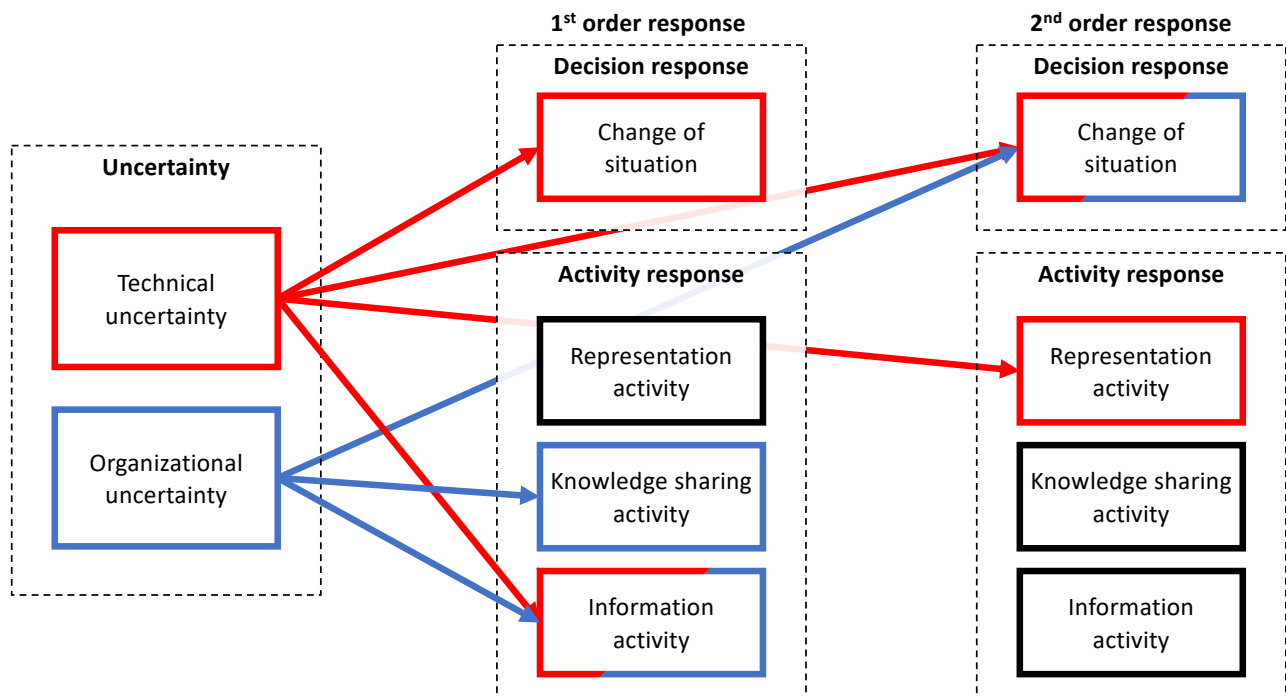 1st order response
2nd order response
Decision response
Decision response
Change of
situation
Change of
situation
Uncertainty
Technical
uncertainty
Organizational
uncertainty
Activity response
Representation
activity
Knowledge sharing
activity
Information
activity
Activity response
Representation
activity
Knowledge sharing
activity
Information
activity